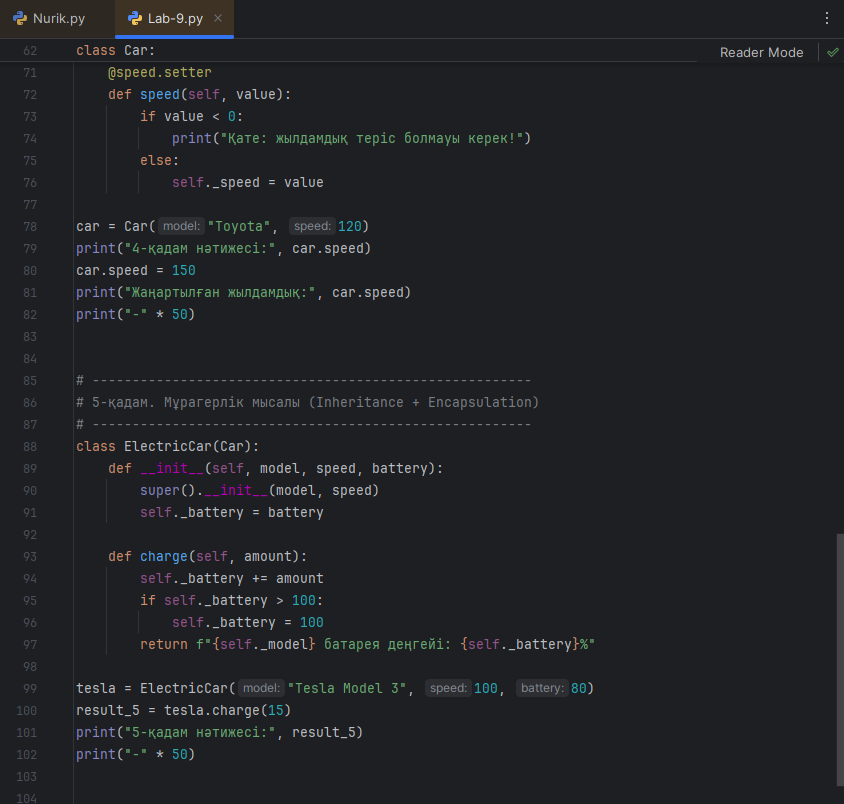 Nurik.py Lab-9.py
Reader Mode
62 class Car:
71 @speed.setter
72 def speed(self, value):
73 if value < 0:
74 print("Қате: жылдамдық теріс болмауы керек!")
75 else:
76 self._speed = value
77
78 car = Car( model: "Toyota", speed: 120)
79 print("4-қадам нәтижесі:", car.speed)
80 car.speed = 150
81 print("Жаңартылған жылдамдық:", car.speed)
82 print("-" * 50)
83
84
85 # -------------------------------------------------------
86 # 5-қадам. Мұрагерлік мысалы (Inheritance + Encapsulation)
87 # -------------------------------------------------------
88 class ElectricCar(Car):
89 def __init__(self, model, speed, battery):
90 super().__init__(model, speed)
91 self._battery = battery
92
93 def charge(self, amount):
94 self._battery += amount
95 if self._battery > 100:
96 self._battery = 100
97 return f"{self._model} батарея деңгейі: {self._battery}%"
98
99 tesla = ElectricCar( model: "Tesla Model 3", speed: 100, battery: 80)
100 result_5 = tesla.charge(15)
101 print("5-қадам нәтижесі:", result_5)
102 print("-" * 50)
103
104